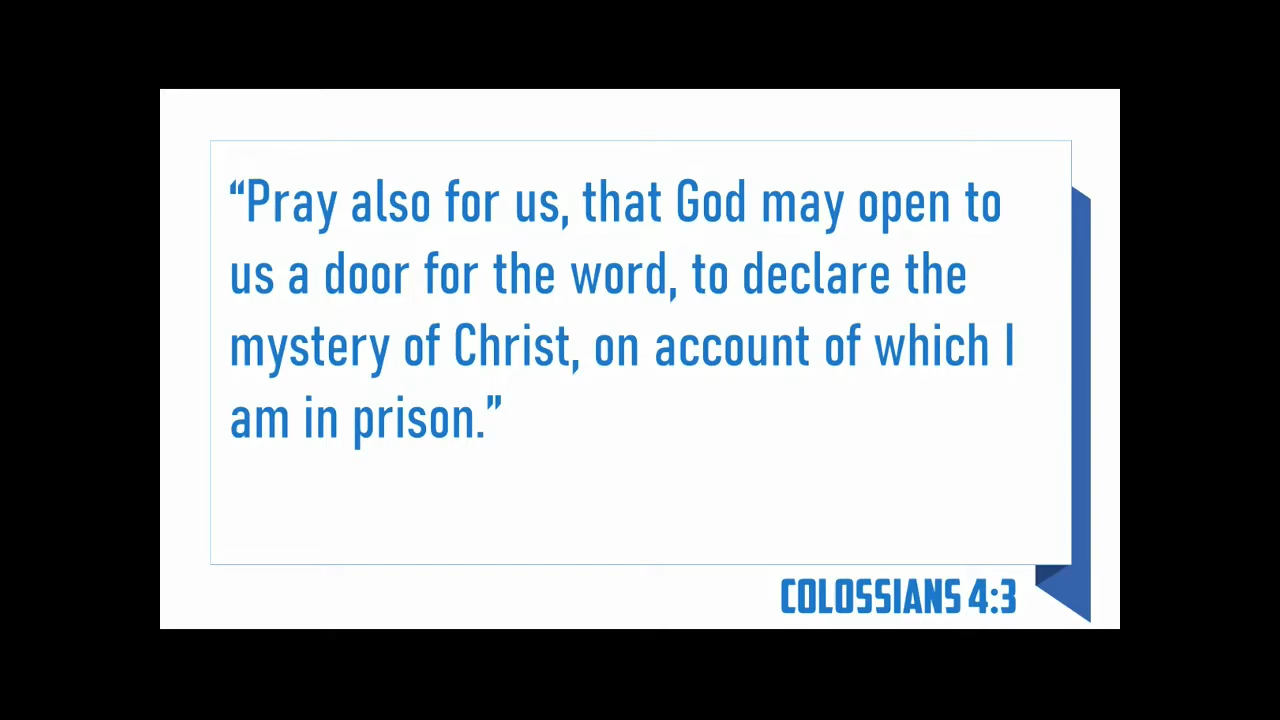 “Pray also for us, that God may open to
us a door for the word, to declare the
mystery of Christ, on account of which I
am in prison.”
COLOSSIANS 4:3